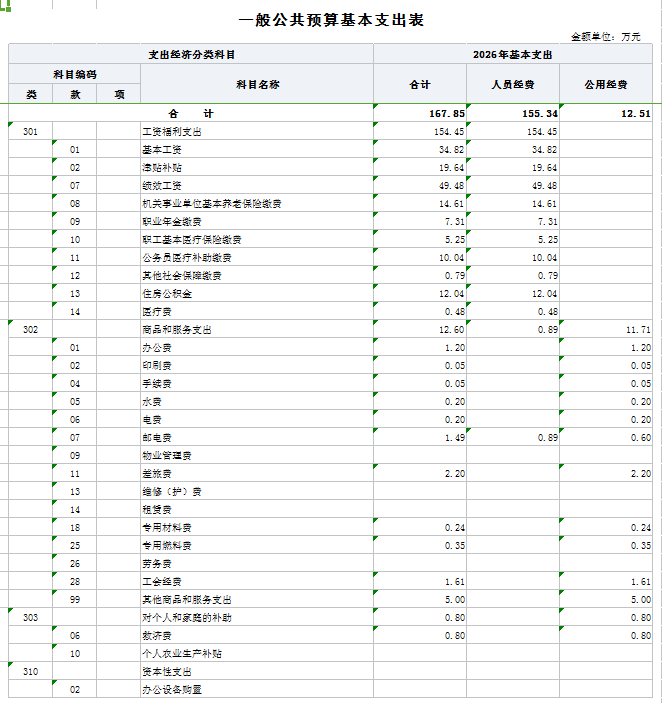 一般公共预算基本支出表
金额单位：万元
支出经济分类科目 2026年基本支出
科目编码 科目名称 合计 人员经费 公用经费
类 款 项
合 计 167.85 155.34 12.51
301 工资福利支出 154.45 154.45
01 基本工资 34.82 34.82
02 津贴补贴 19.64 19.64
07 绩效工资 49.48 49.48
08 机关事业单位基本养老保险缴费 14.61 14.61
09 职业年金缴费 7.31 7.31
10 职工基本医疗保险缴费 5.25 5.25
11 公务员医疗补助缴费 10.04 10.04
12 其他社会保障缴费 0.79 0.79
13 住房公积金 12.04 12.04
14 医疗费 0.48 0.48
302 商品和服务支出 12.60 0.89 11.71
01 办公费 1.20 1.20
02 印刷费 0.05 0.05
04 手续费 0.05 0.05
05 水费 0.20 0.20
06 电费 0.20 0.20
07 邮电费 1.49 0.89 0.60
09 物业管理费
11 差旅费 2.20 2.20
13 维修（护）费
14 租赁费
18 专用材料费 0.24 0.24
25 专用燃料费 0.35 0.35
26 劳务费
28 工会经费 1.61 1.61
99 其他商品和服务支出 5.00 5.00
303 对个人和家庭的补助 0.80 0.80
06 救济费 0.80 0.80
10 个人农业生产补贴
310 资本性支出
02 办公设备购置